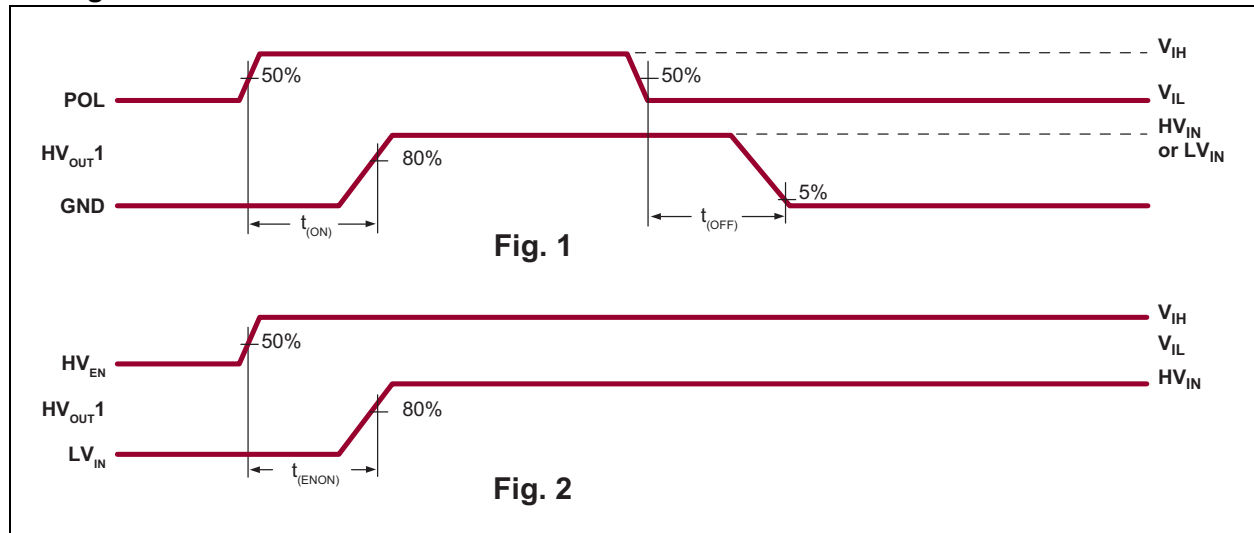 V_IH
50%
50%
POL
V_IL
HV_IN
or LV_IN
HV_OUT1
80%
GND
5%
t_(ON)
t_(OFF)
Fig. 1
V_IH
50%
V_IL
HV_EN
HV_IN
HV_OUT1
80%
LV_IN
t_(ENON)
Fig. 2